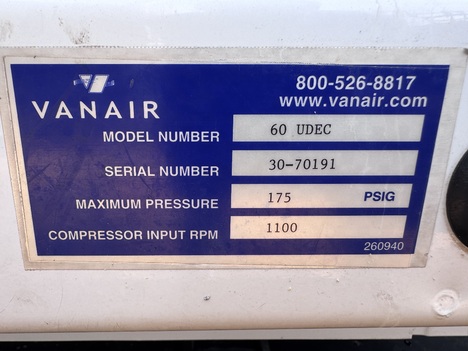 800-526-8817
VANAIR
www.vanair.com
MODEL NUMBER 60 UDEC
SERIAL NUMBER 30-70191
MAXIMUM PRESSURE 175 PSIG
COMPRESSOR INPUT RPM 1100
260940